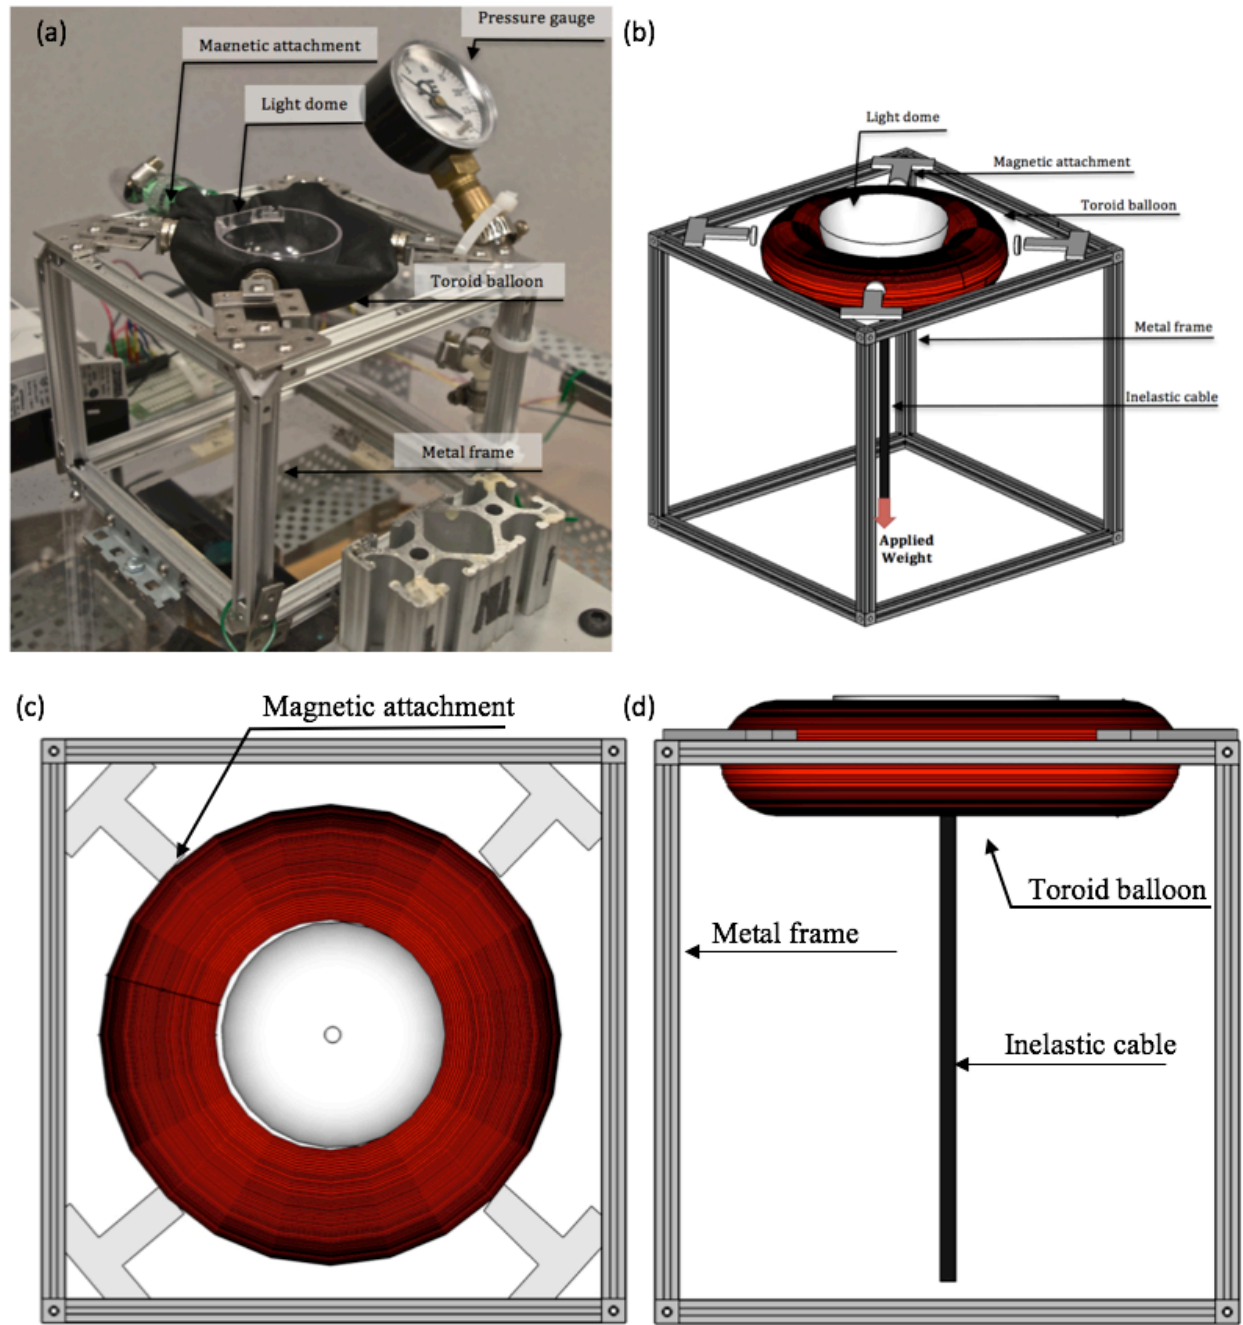 (a)
Pressure gauge
Magnetic attachment
Light dome
Toroid balloon
Metal frame
(b)
Light dome
Magnetic attachment
Toroid balloon
Metal frame
Inelastic cable
Applied
Weight
(c)
Magnetic attachment
(d)
Toroid balloon
Metal frame
Inelastic cable